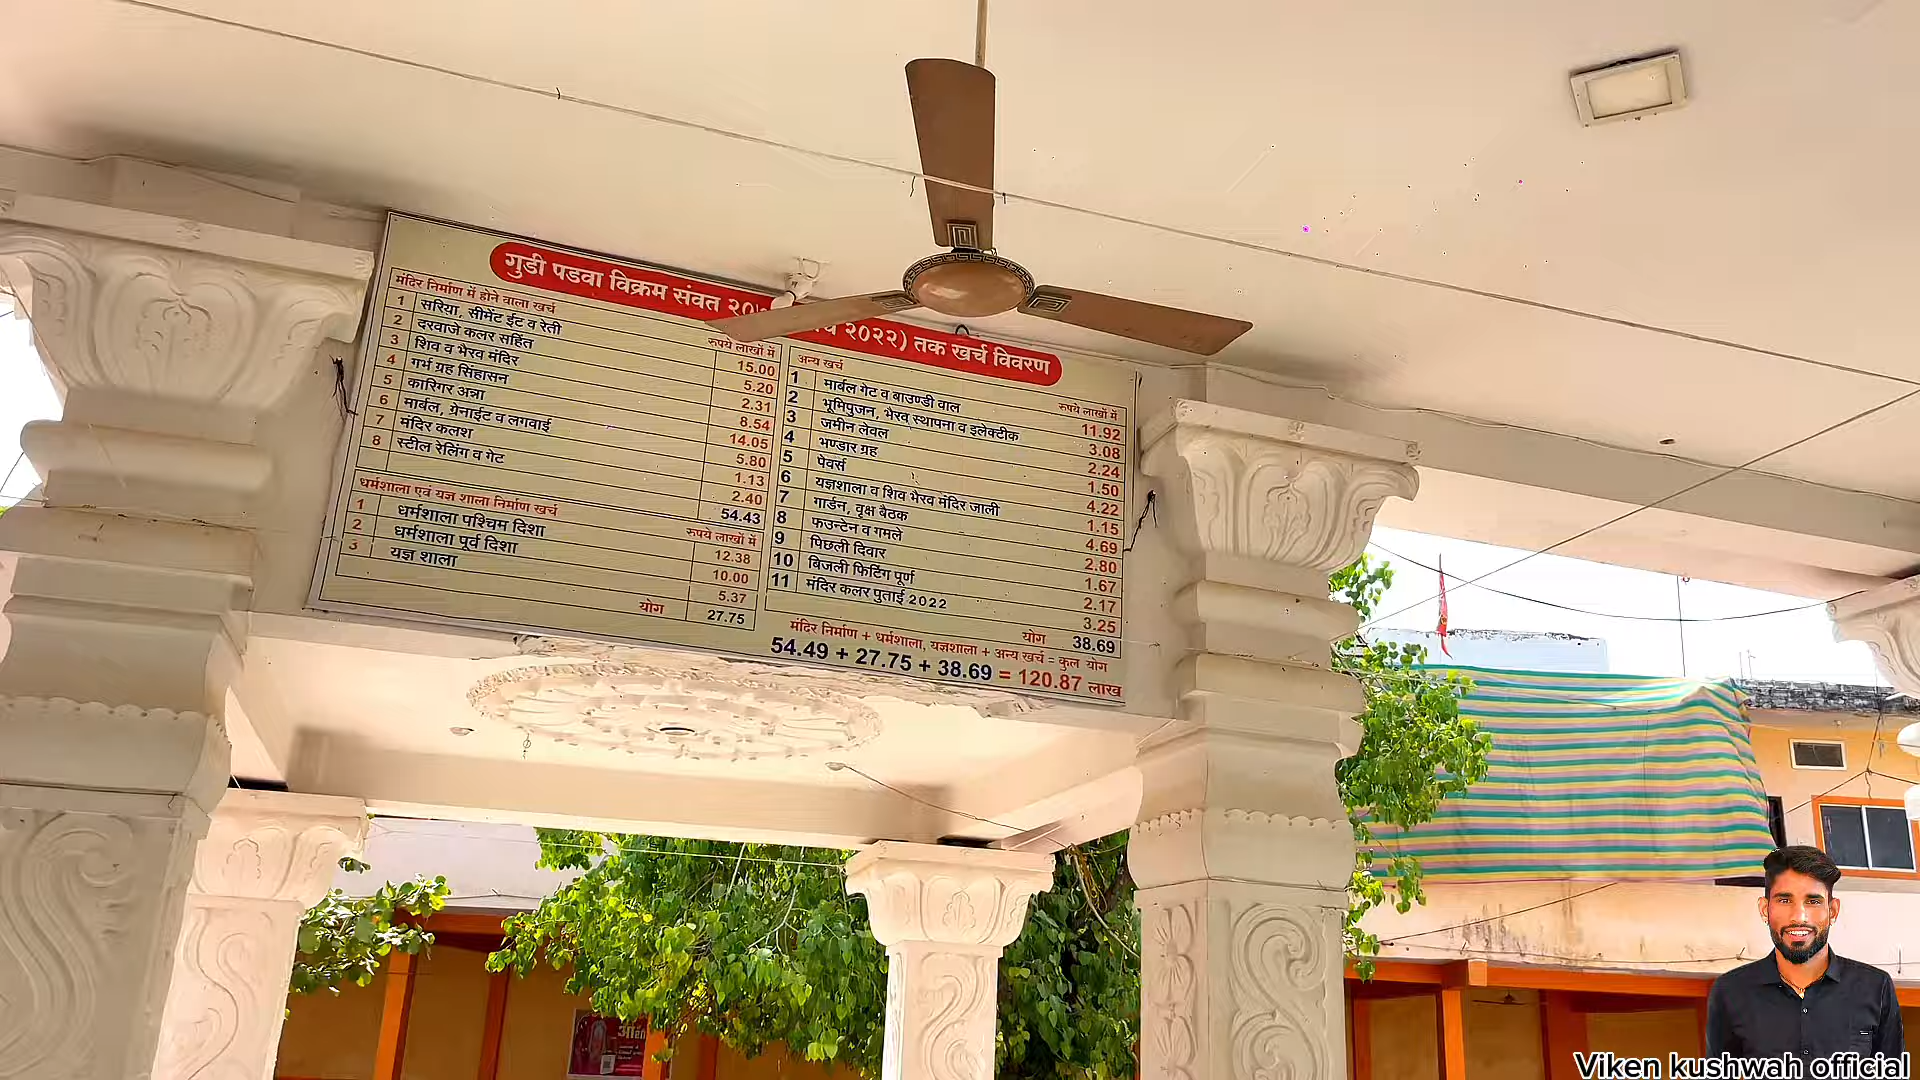 गुडी पडवा विक्रम संवत २०७ २०२२) तक खर्च विवरण
मंदिर निर्माण में होने वाला खर्च
रुपये लाखों में
1 सरिया, सीमेंट ईट व रेती 15.00
2 दरवाजे कलर सहित 5.20
3 शिव व भैरव मंदिर 2.31
4 गर्भ ग्रह सिंहासन 8.54
5 कारिगर अन्ना 14.05
6 मार्बल, ग्रेनाईट व लगवाई 5.80
7 मंदिर कलश 1.13
8 स्टील रेलिंग व गेट 2.40
54.43
धर्मशाला एवं यज्ञ शाला निर्माण खर्च
रुपये लाखों में
1 धर्मशाला पश्चिम दिशा 12.38
2 धर्मशाला पूर्व दिशा 10.00
3 यज्ञ शाला 5.37
योग 27.75
अन्य खर्च
रुपये लाखों में
1 मार्बल गेट व बाउण्डी वाल 11.92
2 भूमिपुजन, भैरव स्थापना व इलेक्टीक 3.08
3 जमीन लेवल 2.24
4 भण्डार ग्रह 1.50
5 पेवर्स 4.22
6 यज्ञशाला व शिव भैरव मंदिर जाली 1.15
7 गार्डन, वृक्ष बैठक 4.69
8 फउन्टेन व गमले 2.80
9 पिछली दिवार 1.67
10 बिजली फिटिंग पूर्ण 2.17
11 मंदिर कलर पुताई 2022 3.25
योग 38.69
मंदिर निर्माण + धर्मशाला, यज्ञशाला + अन्य खर्च = कुल योग
54.49 + 27.75 + 38.69 = 120.87 लाख
Viken kushwah official